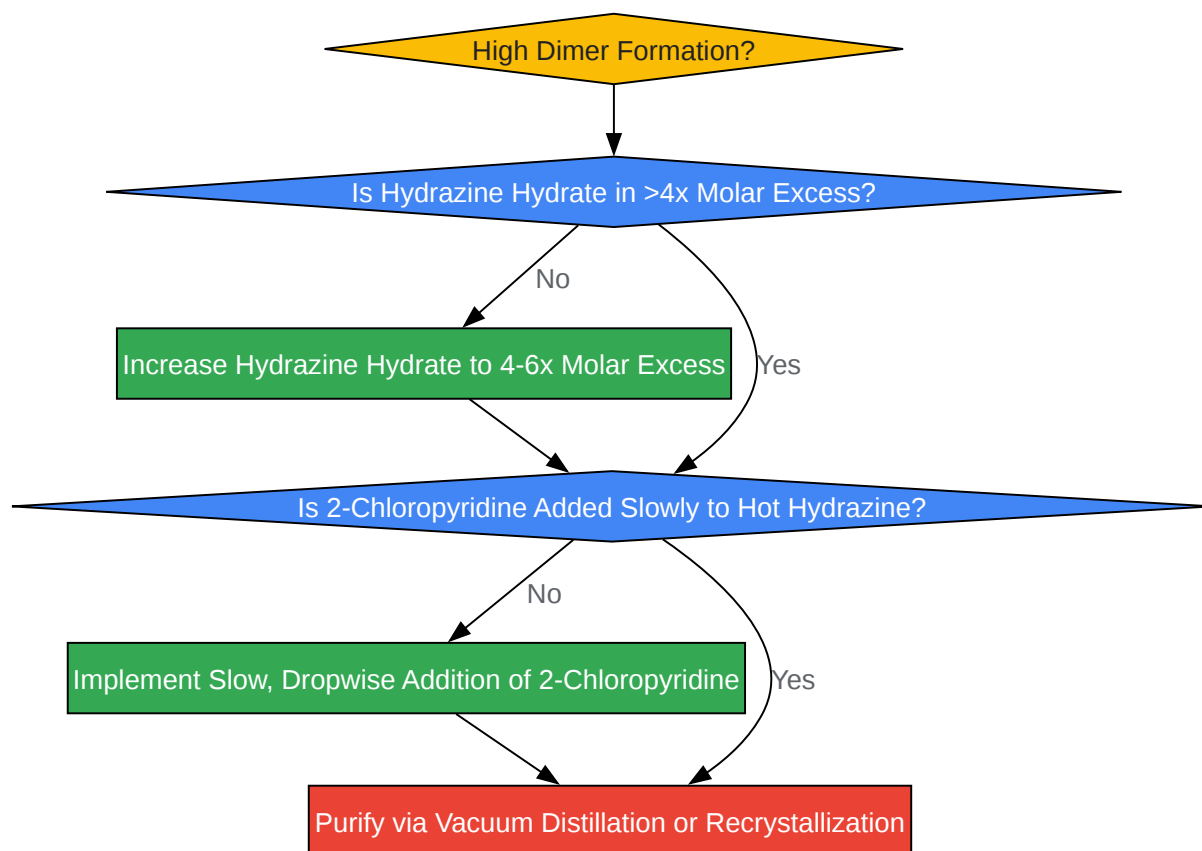 High Dimer Formation?
Is Hydrazine Hydrate in >4x Molar Excess?
No
Increase Hydrazine Hydrate to 4-6x Molar Excess
Yes
Is 2-Chloropyridine Added Slowly to Hot Hydrazine?
No
Implement Slow, Dropwise Addition of 2-Chloropyridine
Yes
Purify via Vacuum Distillation or Recrystallization